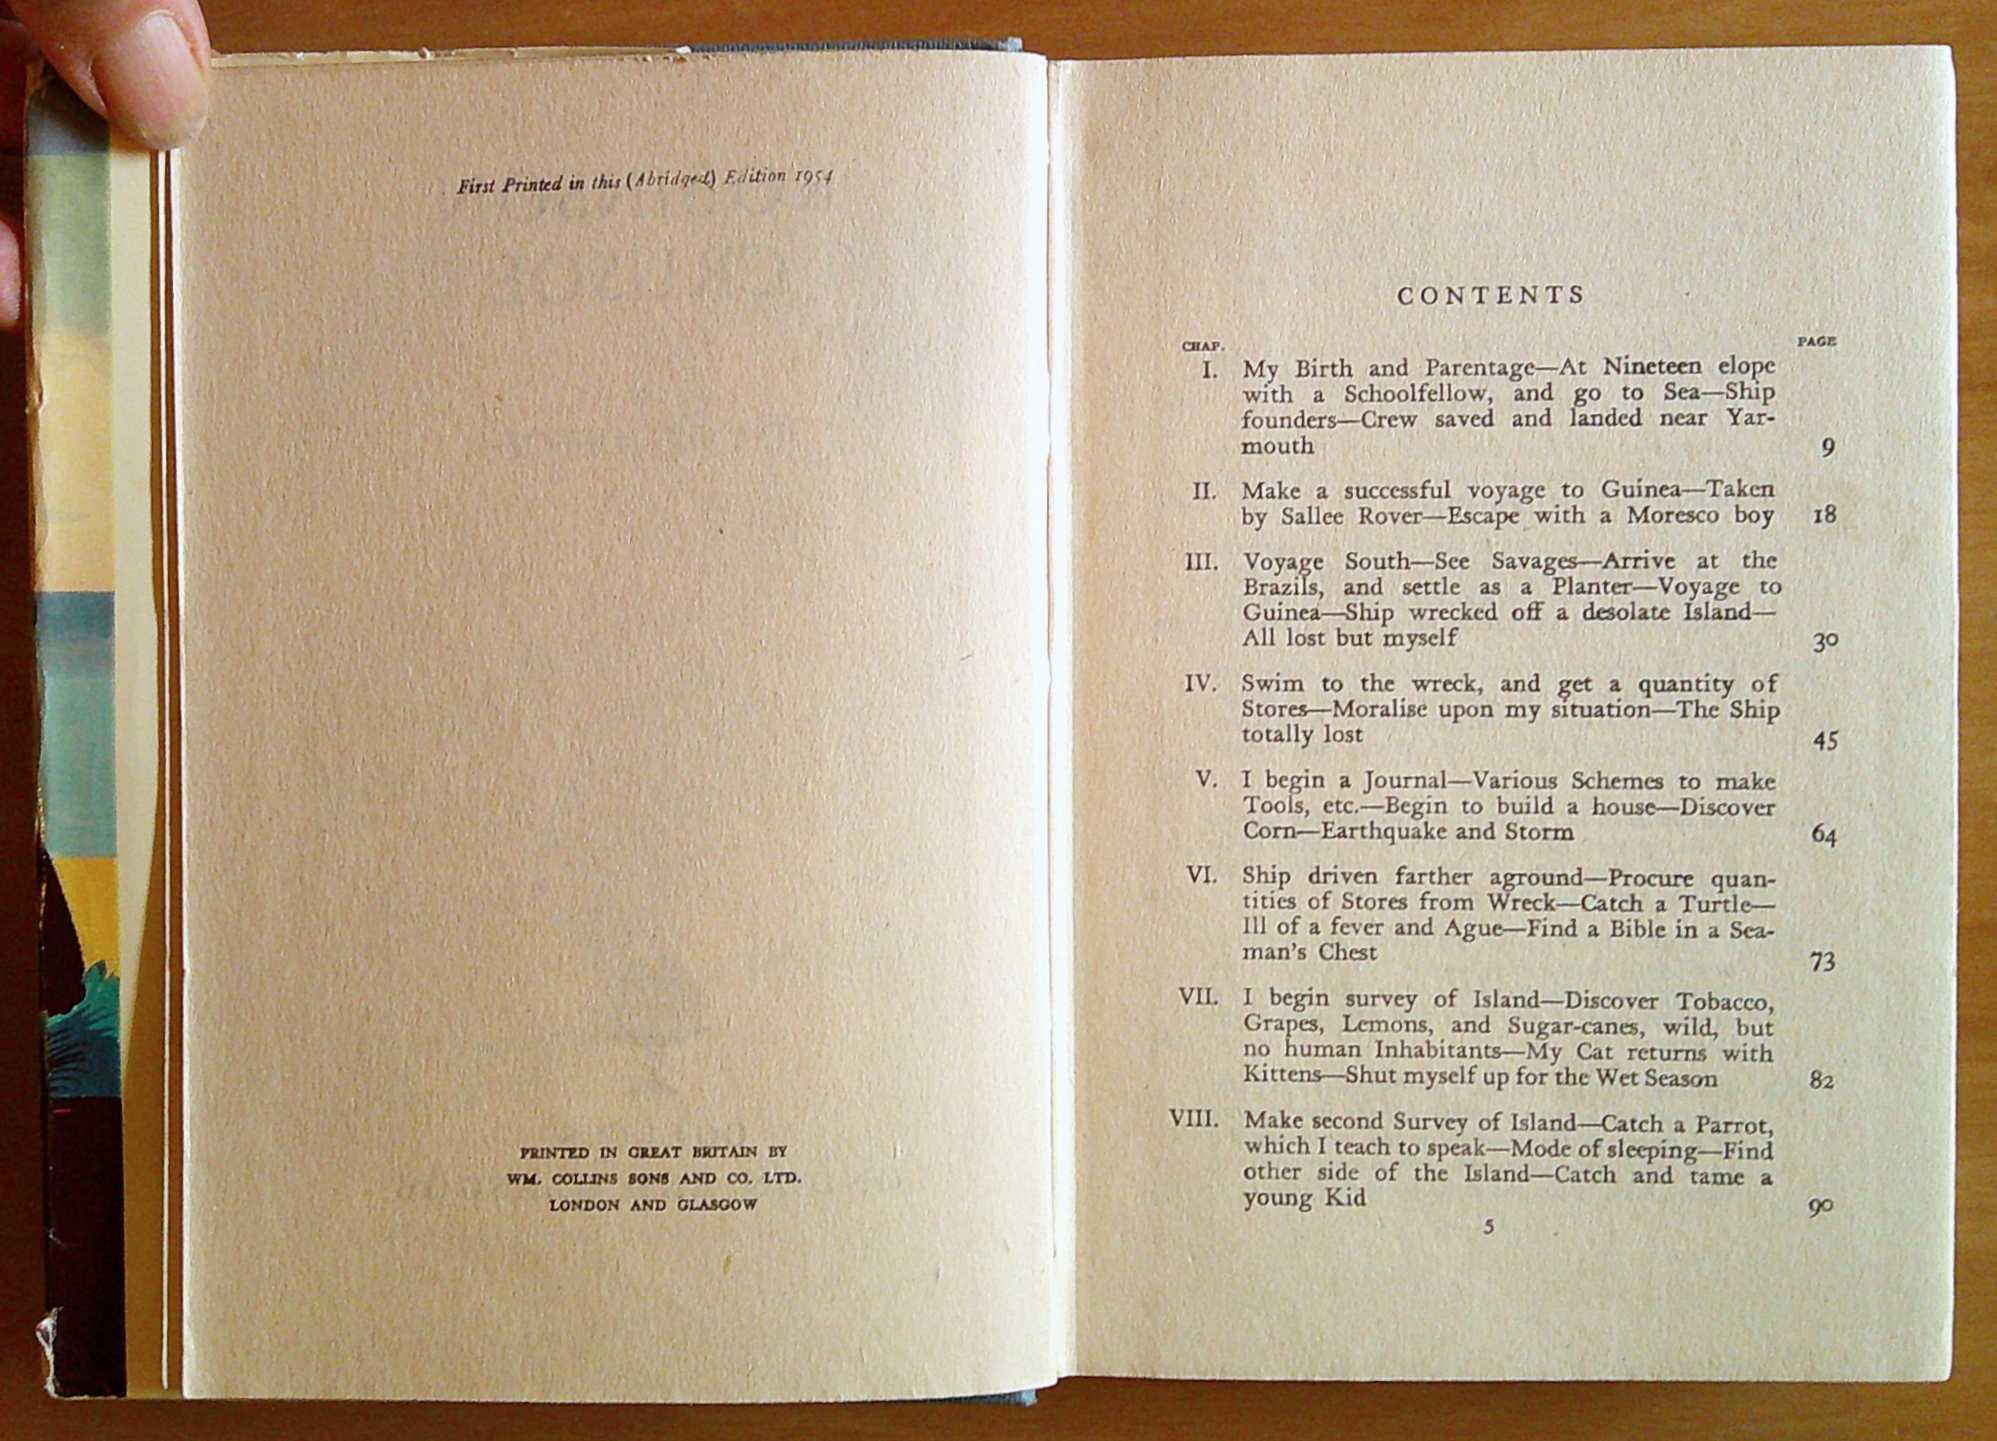 First Printed in this (Abridged) Edition 1954
PRINTED IN GREAT BRITAIN BY
WM. COLLINS SONS AND CO. LTD.
LONDON AND GLASGOW
CONTENTS
CHAP. PAGE
I. My Birth and Parentage—At Nineteen elope
with a Schoolfellow, and go to Sea—Ship
founders—Crew saved and landed near Yar-
mouth 9
II. Make a successful voyage to Guinea—Taken
by Sallee Rover—Escape with a Moresco boy 18
III. Voyage South—See Savages—Arrive at the
Brazils, and settle as a Planter—Voyage to
Guinea—Ship wrecked off a desolate Island—
All lost but myself 30
IV. Swim to the wreck, and get a quantity of
Stores—Moralise upon my situation—The Ship
totally lost 45
V. I begin a Journal—Various Schemes to make
Tools, etc.—Begin to build a house—Discover
Corn—Earthquake and Storm 64
VI. Ship driven farther aground—Procure quan-
tities of Stores from Wreck—Catch a Turtle—
Ill of a fever and Ague—Find a Bible in a Sea-
man's Chest 73
VII. I begin survey of Island—Discover Tobacco,
Grapes, Lemons, and Sugar-canes, wild, but
no human Inhabitants—My Cat returns with
Kittens—Shut myself up for the Wet Season 82
VIII. Make second Survey of Island—Catch a Parrot,
which I teach to speak—Mode of sleeping—Find
other side of the Island—Catch and tame a
young Kid 90
5